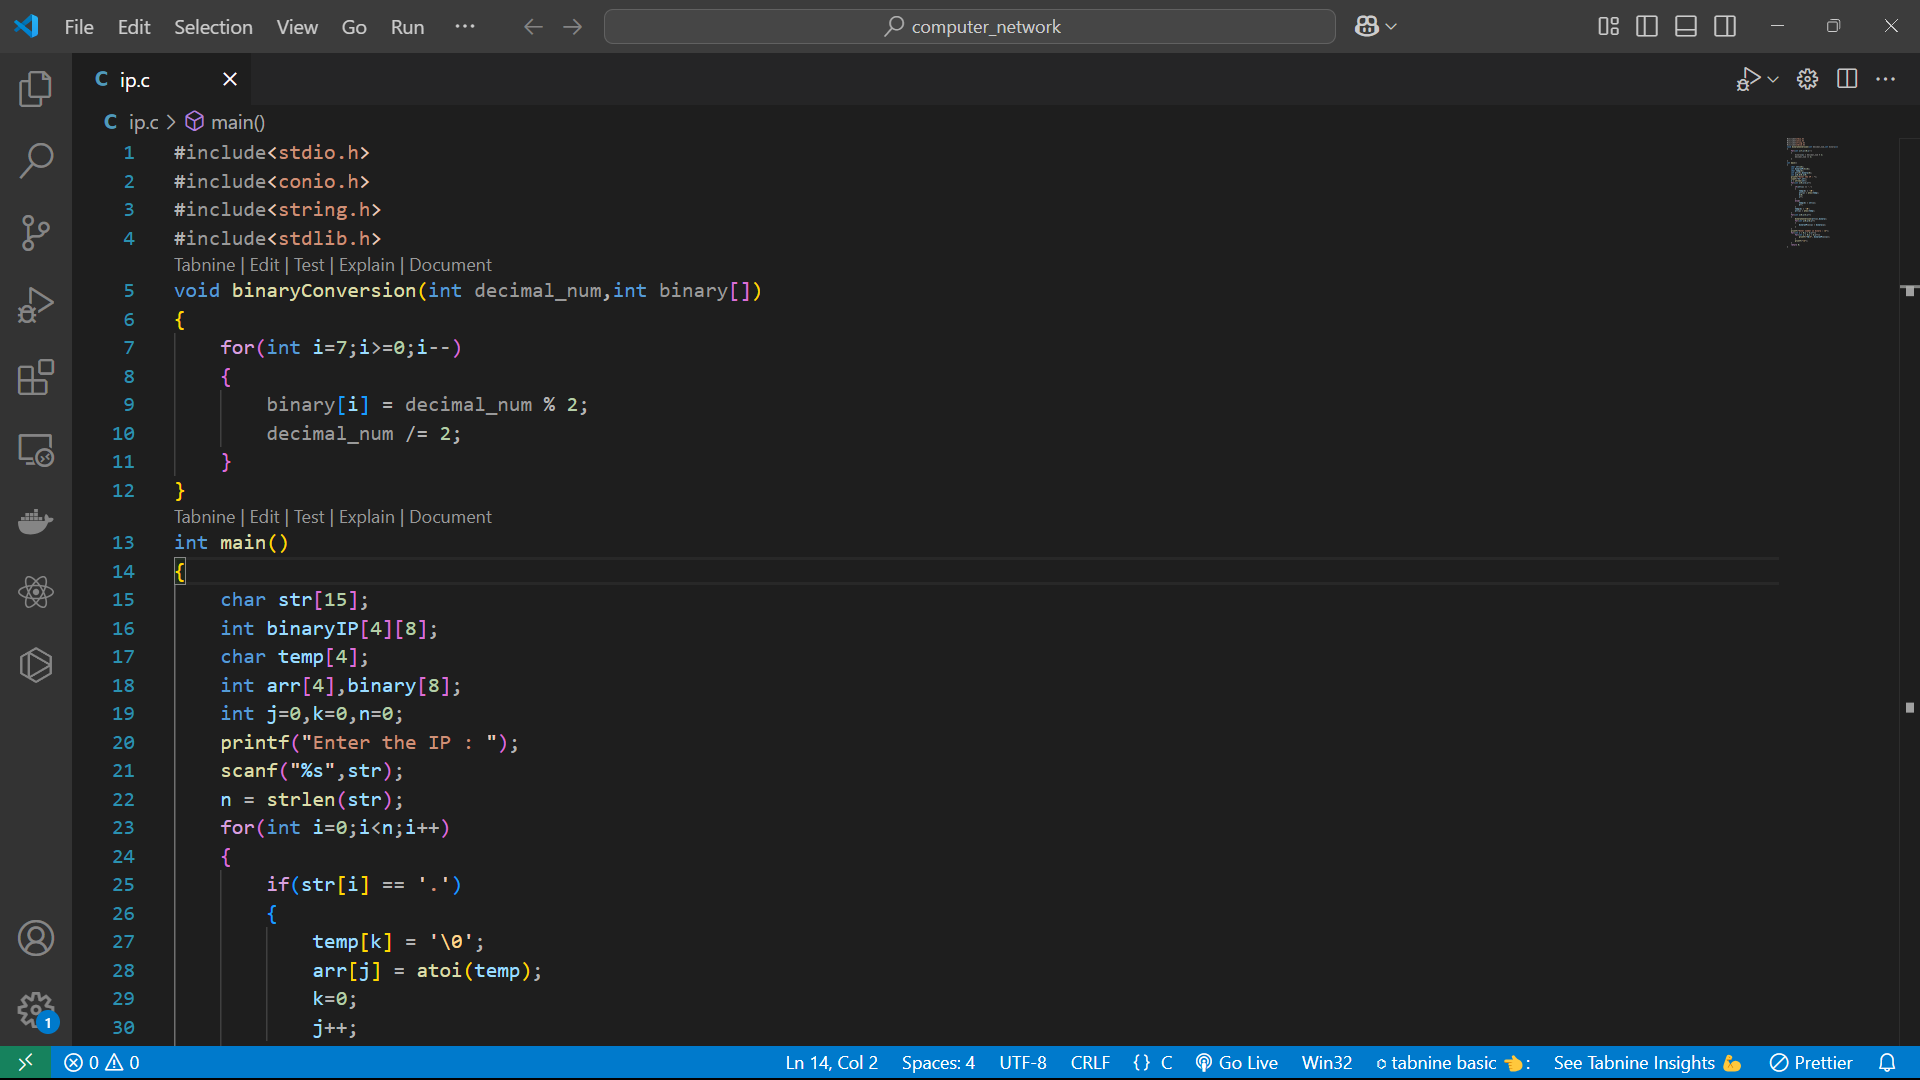 File Edit Selection View Go Run ··· computer_network
C ip.c
C ip.c > main()
1 #include<stdio.h>
2 #include<conio.h>
3 #include<string.h>
4 #include<stdlib.h>
Tabnine | Edit | Test | Explain | Document
5 void binaryConversion(int decimal_num,int binary[])
6 {
7 for(int i=7;i>=0;i--)
8 {
9 binary[i] = decimal_num % 2;
10 decimal_num /= 2;
11 }
12 }
Tabnine | Edit | Test | Explain | Document
13 int main()
14 {
15 char str[15];
16 int binaryIP[4][8];
17 char temp[4];
18 int arr[4],binary[8];
19 int j=0,k=0,n=0;
20 printf("Enter the IP : ");
21 scanf("%s",str);
22 n = strlen(str);
23 for(int i=0;i<n;i++)
24 {
25 if(str[i] == '.')
26 {
27 temp[k] = '\0';
28 arr[j] = atoi(temp);
29 k=0;
30 j++;
1
0 0 Ln 14, Col 2 Spaces: 4 UTF-8 CRLF {} C Go Live Win32 tabnine basic 👈: See Tabnine Insights 💪 Prettier